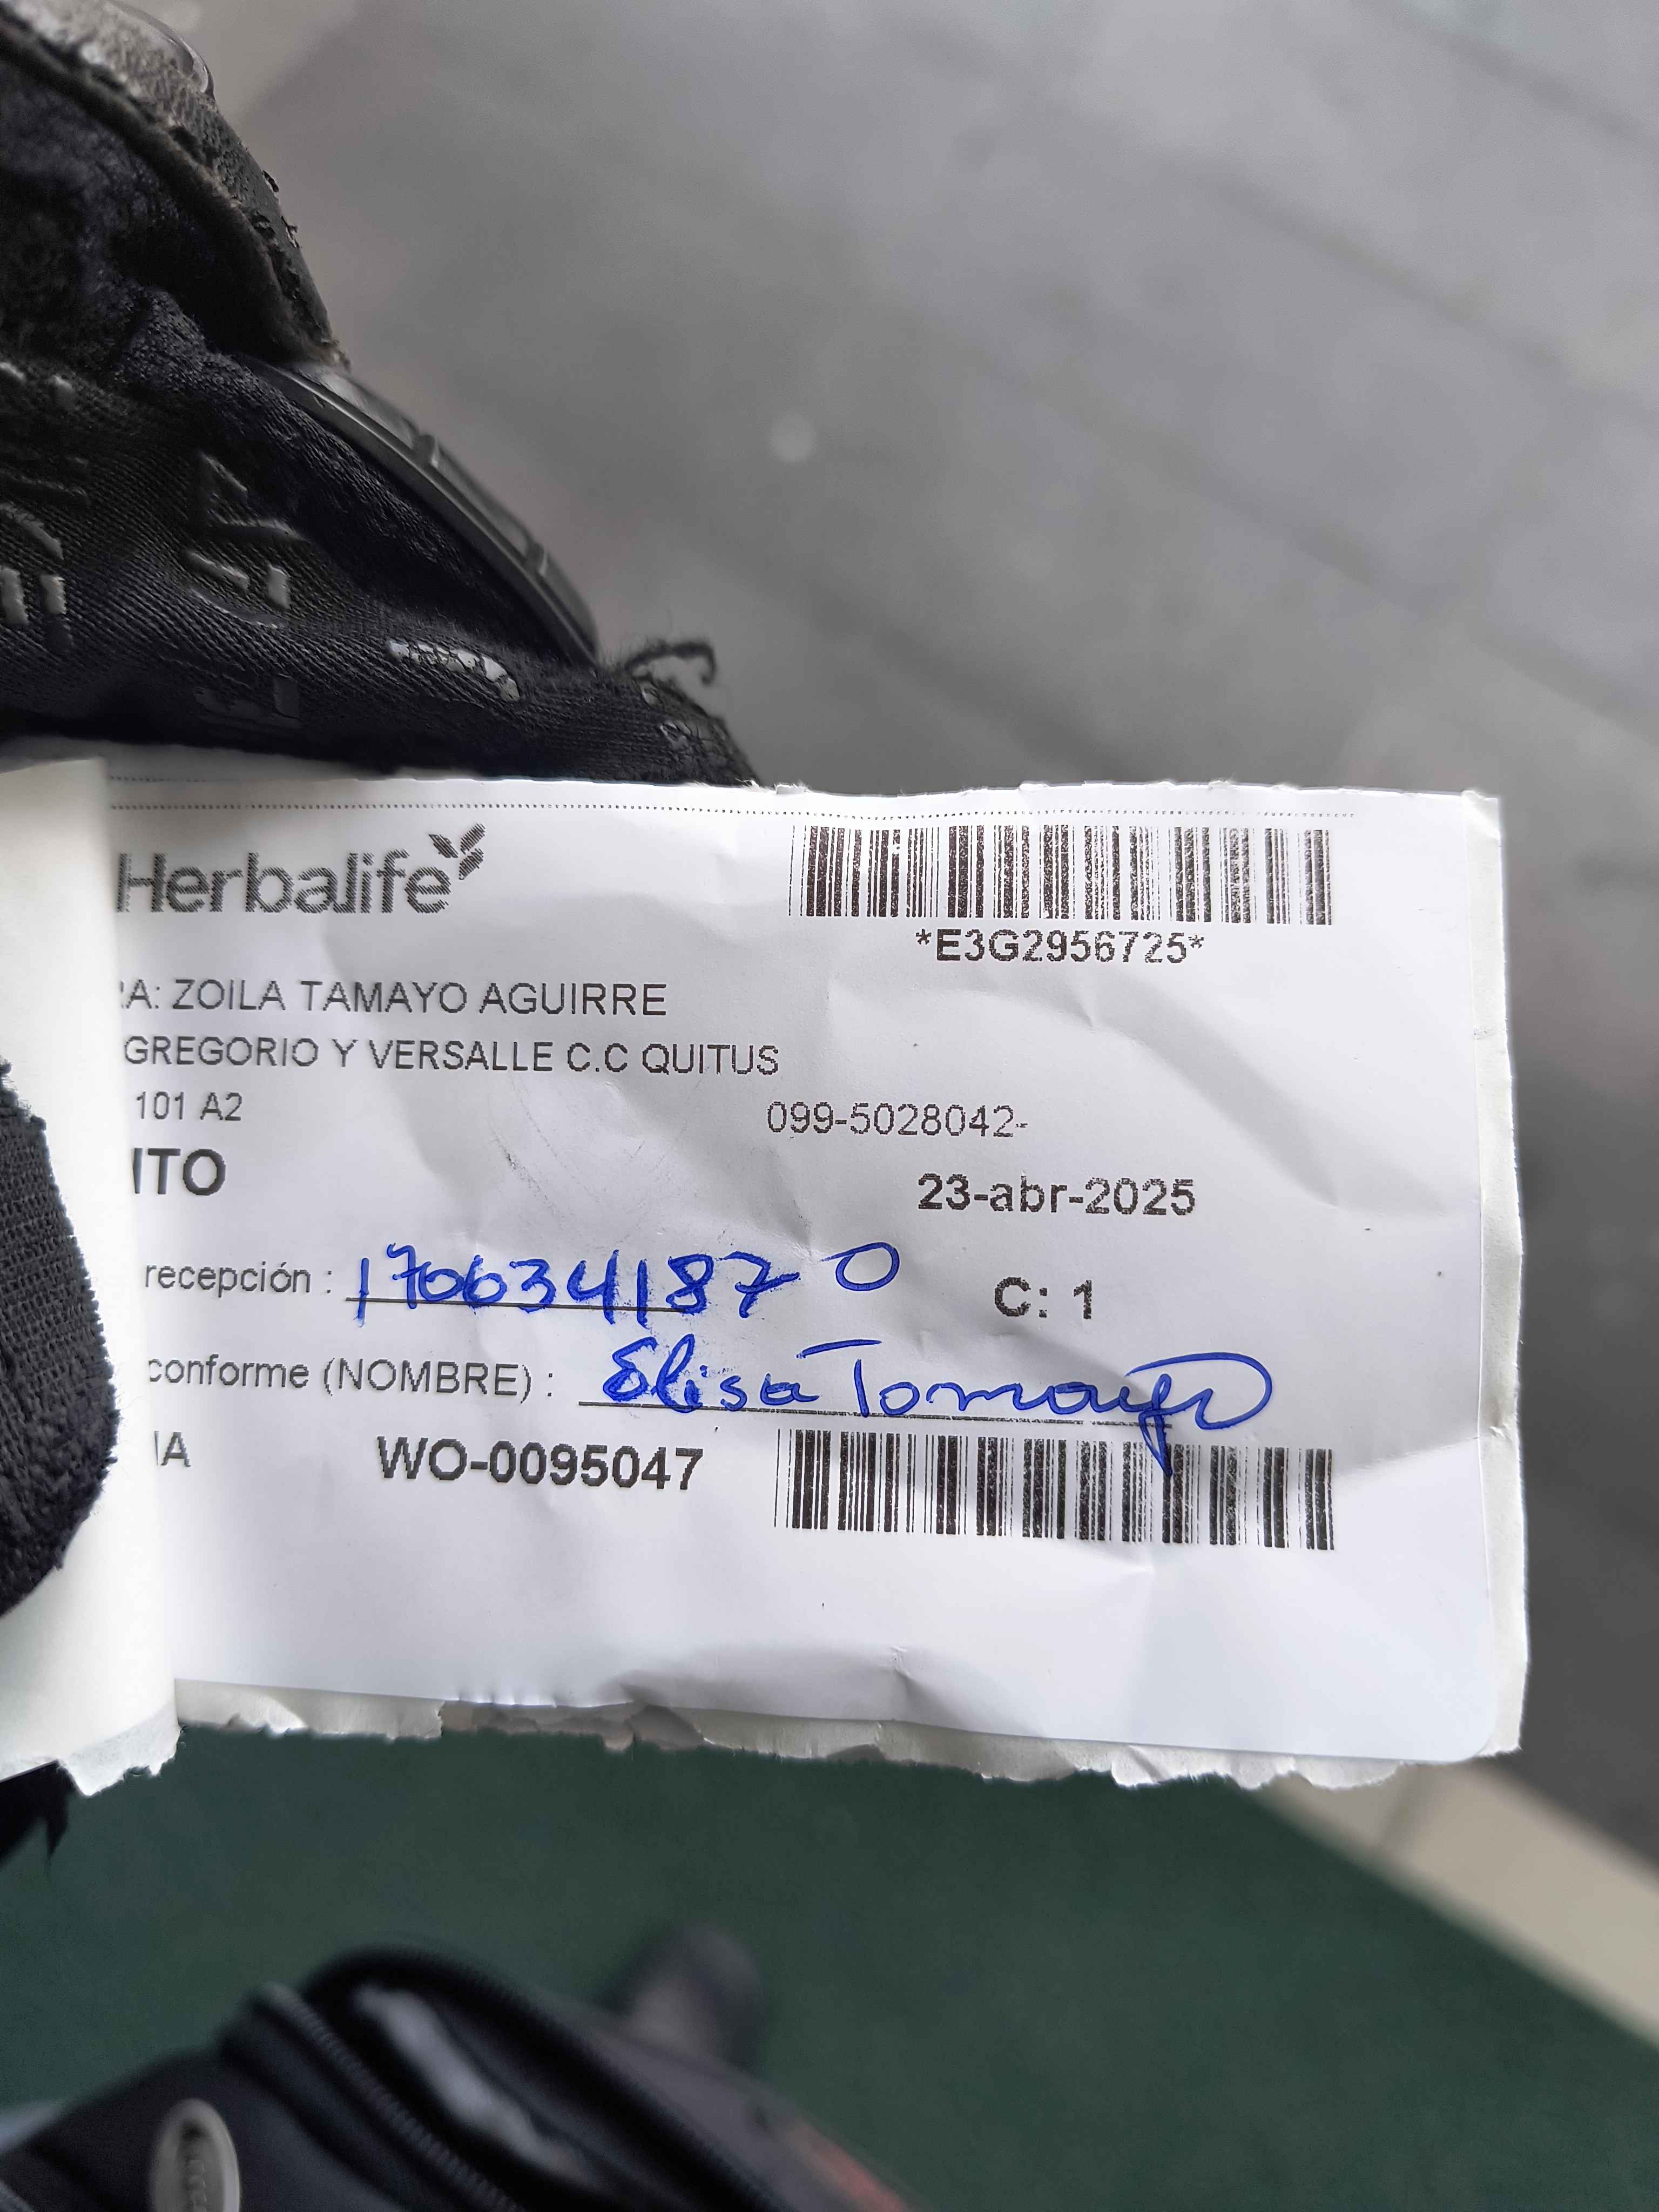 Herbalife
*E3G2956725*
A: ZOILA TAMAYO AGUIRRE
GREGORIO Y VERSALLE C.C QUITUS
101 A2
099-5028042-
ITO
23-abr-2025
recepción : 1706341870
C: 1
conforme (NOMBRE) : Elisa Tamayo
IA WO-0095047